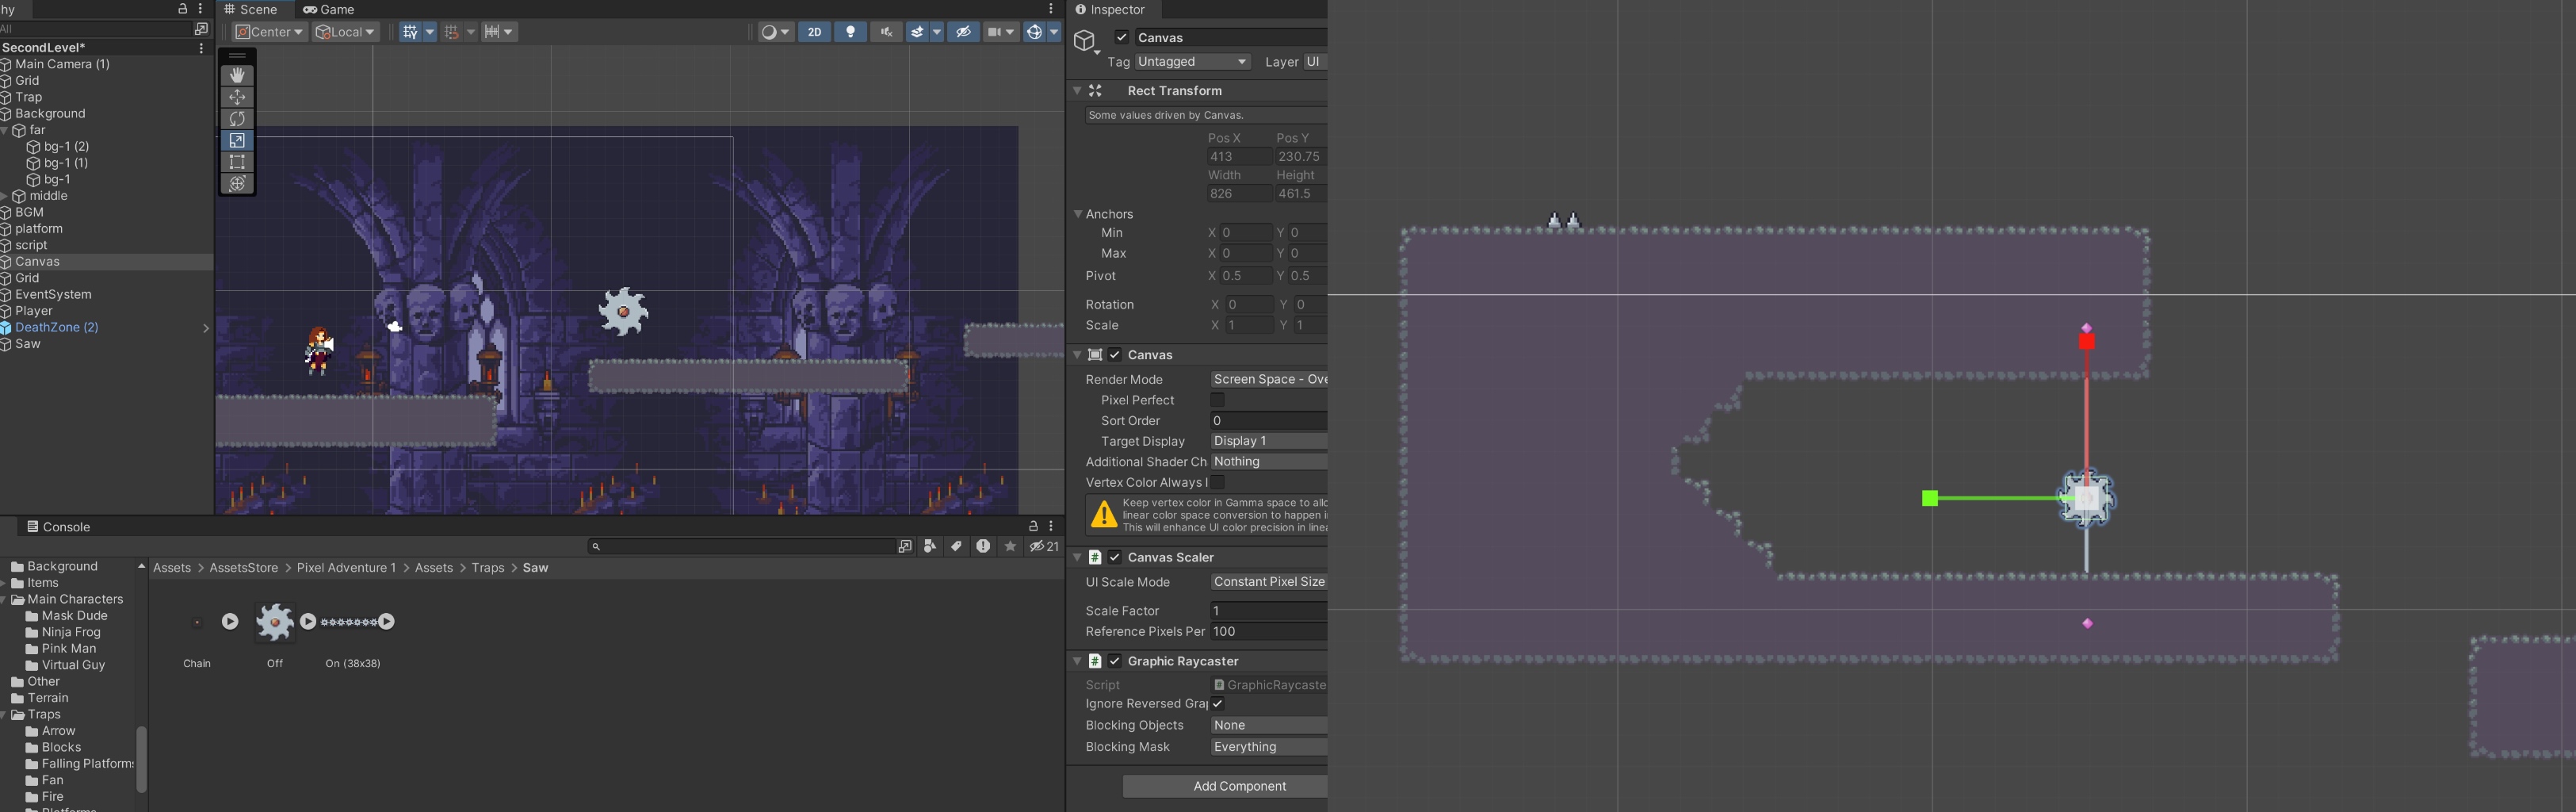 hy
All
SecondLevel*
Main Camera (1)
Grid
Trap
Background
far
bg-1 (2)
bg-1 (1)
bg-1
middle
BGM
platform
script
Canvas
Grid
EventSystem
Player
DeathZone (2)
Saw
Scene Game
Center Local 2D
Console
21
Background
Items
Main Characters
Mask Dude
Ninja Frog
Pink Man
Virtual Guy
Other
Terrain
Traps
Arrow
Blocks
Falling Platforms
Fan
Fire
Assets > AssetsStore > Pixel Adventure 1 > Assets > Traps > Saw
Chain Off On (38x38)
Inspector
Canvas
Tag Untagged Layer UI
Rect Transform
Some values driven by Canvas.
Pos X Pos Y
413 230.75
Width Height
826 461.5
Anchors
Min X 0 Y 0
Max X 0 Y 0
Pivot X 0.5 Y 0.5
Rotation X 0 Y 0
Scale X 1 Y 1
Canvas
Render Mode Screen Space - Ove
Pixel Perfect
Sort Order 0
Target Display Display 1
Additional Shader Ch Nothing
Vertex Color Always I
Keep vertex color in Gamma space to allo
linear color space conversion to happen i
This will enhance UI color precision in linea
Canvas Scaler
UI Scale Mode Constant Pixel Size
Scale Factor 1
Reference Pixels Per 100
Graphic Raycaster
Script GraphicRaycaste
Ignore Reversed Grap
Blocking Objects None
Blocking Mask Everything
Add Component